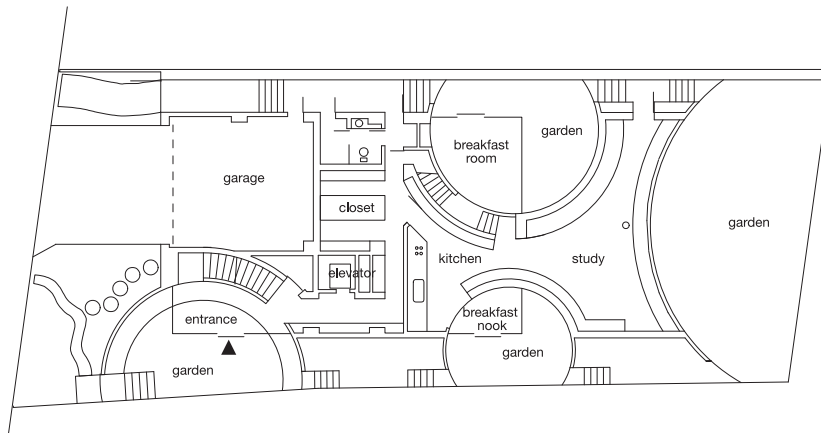 breakfast
room
garden
garage
closet
garden
kitchen
study
elevator
breakfast
nook
entrance
garden
garden